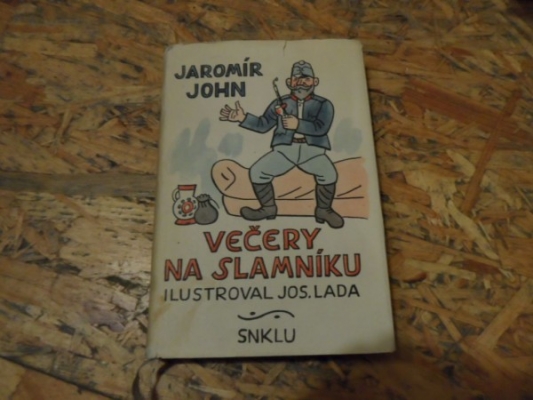 JAROMÍR
JOHN
VEČERY
NA SLAMNÍKU
ILUSTROVAL JOS. LADA
SNKLU